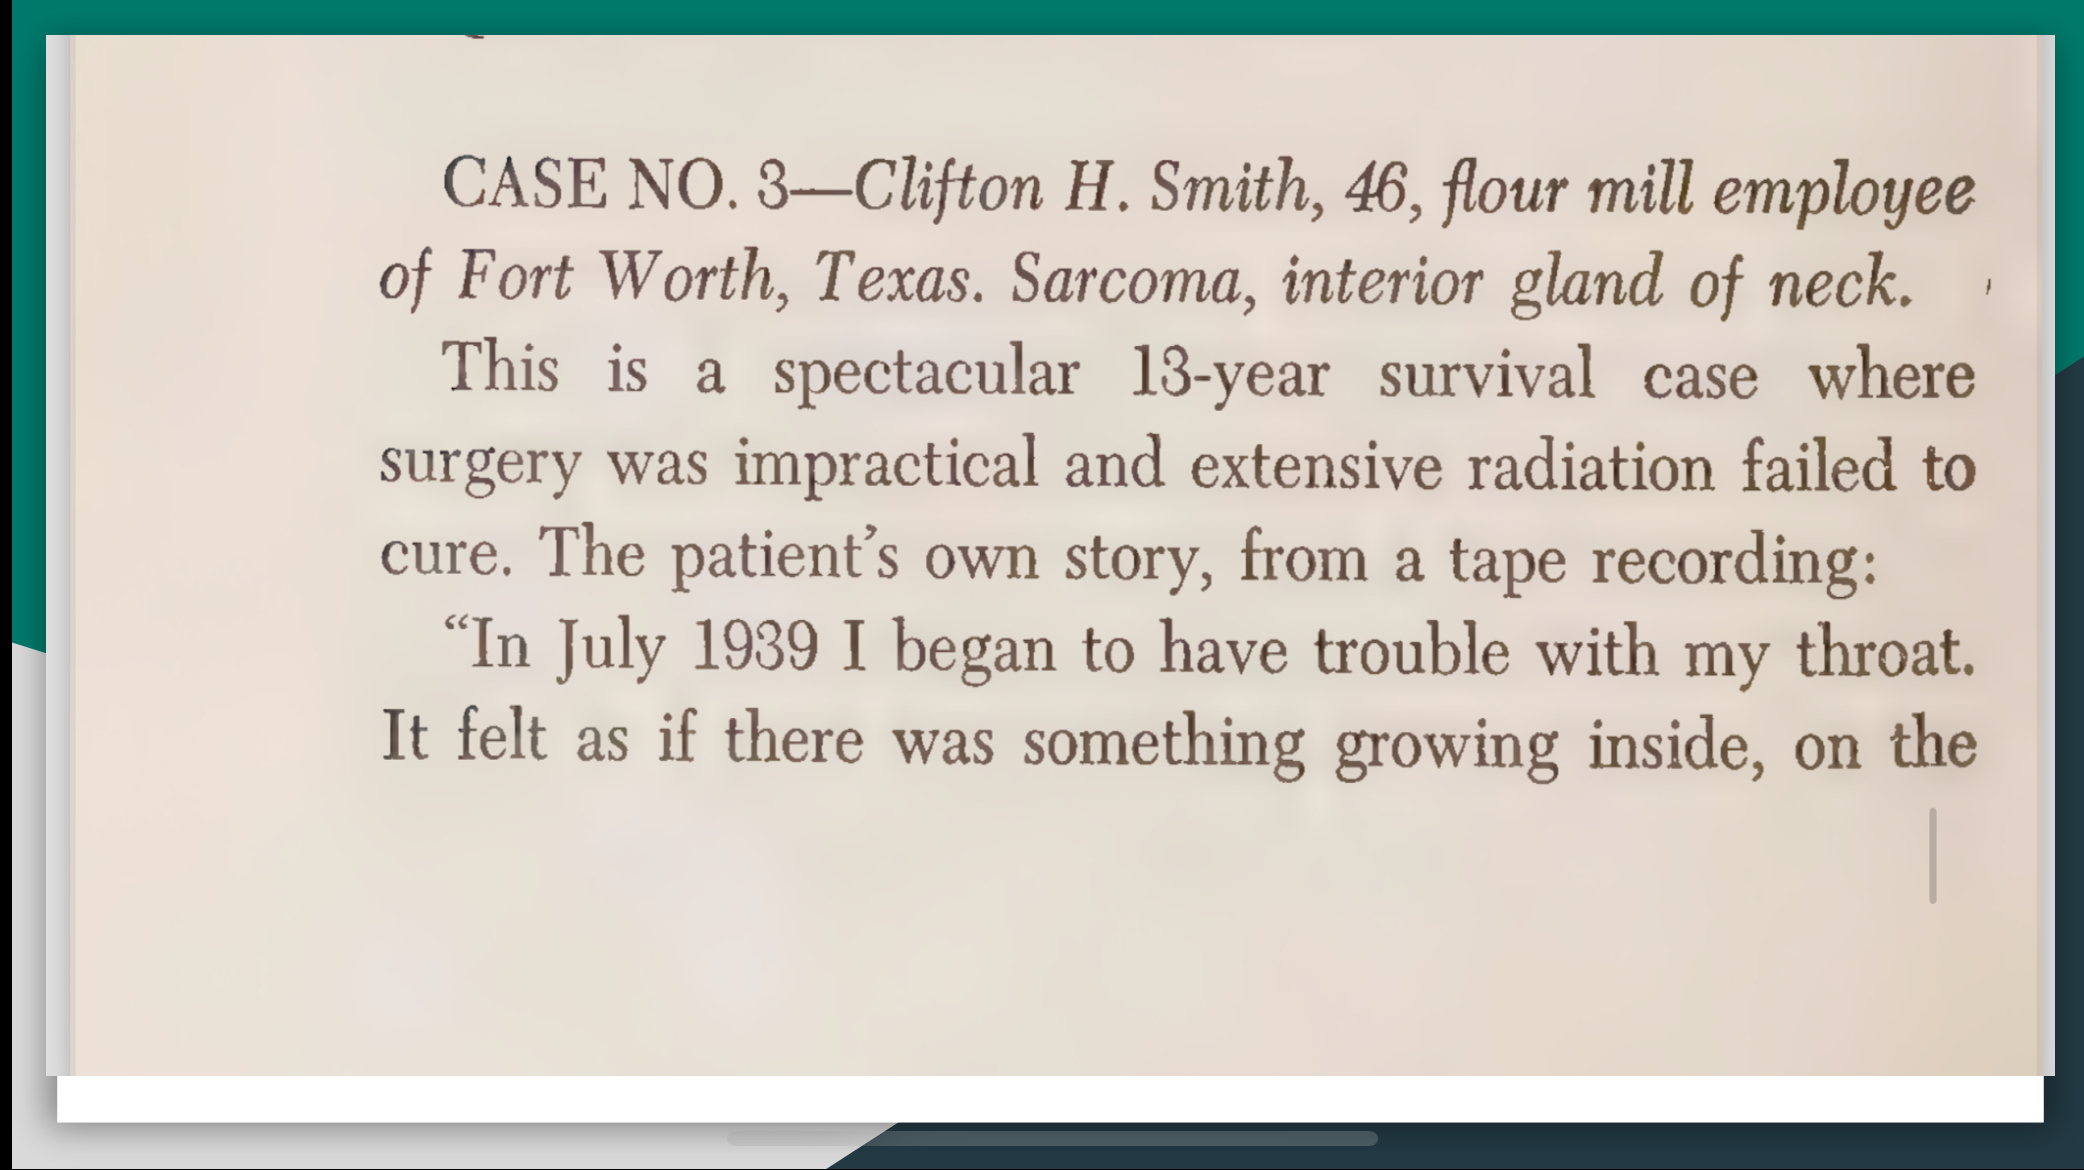 CASE NO. 3—Clifton H. Smith, 46, flour mill employee
of Fort Worth, Texas. Sarcoma, interior gland of neck.
This is a spectacular 13-year survival case where
surgery was impractical and extensive radiation failed to
cure. The patient’s own story, from a tape recording:
“In July 1939 I began to have trouble with my throat.
It felt as if there was something growing inside, on the